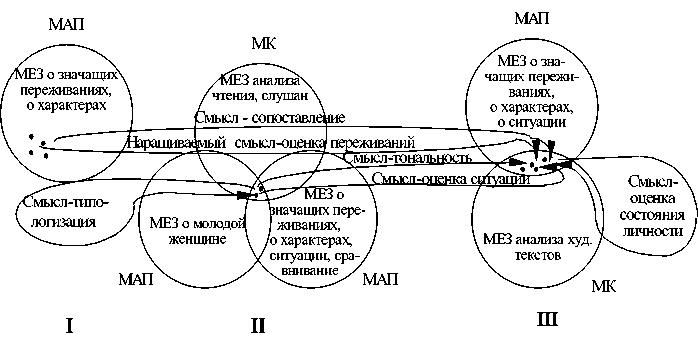 МАП
МЕЗ о значащих
переживаниях,
о характерах
МК
МЕЗ анализа
чтения, слушан
МАП
МЕЗ о зна-
чащих пережи-
ваниях,
о характерах,
о ситуации
Смысл - сопоставление
Наращиваемый смысл-оценка переживаний
Смысл-тональность
Смысл-оценка ситуации
Смысл-типо-
логизация
МЕЗ о молодой
женщине
МЕЗ о
значащих пере-
живаниях,
о характерах,
ситуации, сра-
внивание
МЕЗ анализа худ.
текстов
Смысл-
оценка
состояния
личности
МАП
МАП
МК
I
II
III